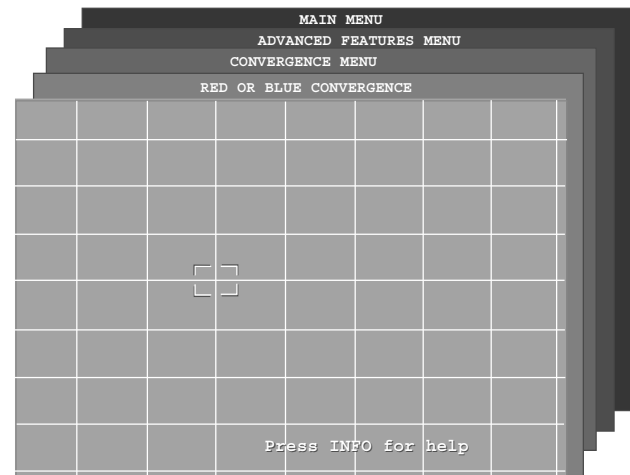 MAIN MENU
ADVANCED FEATURES MENU
CONVERGENCE MENU
RED OR BLUE CONVERGENCE
Press INFO for help